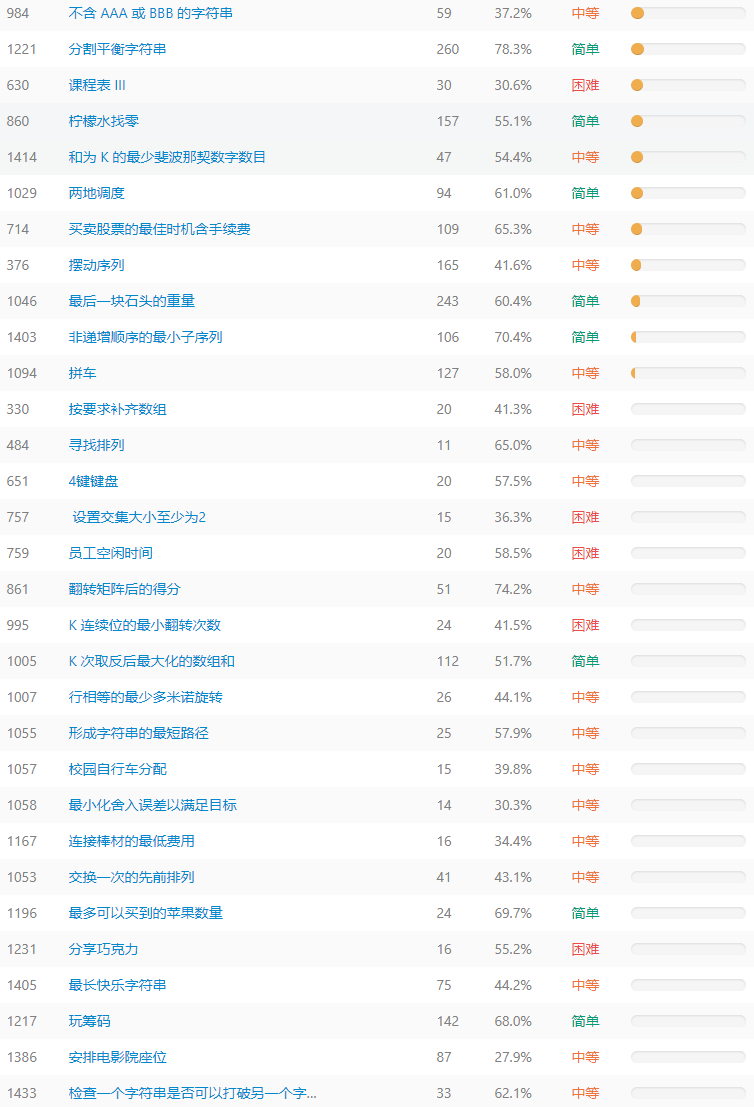 984 不含 AAA 或 BBB 的字符串 59 37.2% 中等
1221 分割平衡字符串 260 78.3% 简单
630 课程表 III 30 30.6% 困难
860 柠檬水找零 157 55.1% 简单
1414 和为 K 的最少斐波那契数字数目 47 54.4% 中等
1029 两地调度 94 61.0% 简单
714 买卖股票的最佳时机含手续费 109 65.3% 中等
376 摆动序列 165 41.6% 中等
1046 最后一块石头的重量 243 60.4% 简单
1403 非递增顺序的最小子序列 106 70.4% 简单
1094 拼车 127 58.0% 中等
330 按要求补齐数组 20 41.3% 困难
484 寻找排列 11 65.0% 中等
651 4键键盘 20 57.5% 中等
757 设置交集大小至少为2 15 36.3% 困难
759 员工空闲时间 20 58.5% 困难
861 翻转矩阵后的得分 51 74.2% 中等
995 K 连续位的最小翻转次数 24 41.5% 困难
1005 K 次取反后最大化的数组和 112 51.7% 简单
1007 行相等的最少多米诺旋转 26 44.1% 中等
1055 形成字符串的最短路径 25 57.9% 中等
1057 校园自行车分配 15 39.8% 中等
1058 最小化舍入误差以满足目标 14 30.3% 中等
1167 连接棒材的最低费用 16 34.4% 中等
1053 交换一次的先前排列 41 43.1% 中等
1196 最多可以买到的苹果数量 24 69.7% 简单
1231 分享巧克力 16 55.2% 困难
1405 最长快乐字符串 75 44.2% 中等
1217 玩筹码 142 68.0% 简单
1386 安排电影院座位 87 27.9% 中等
1433 检查一个字符串是否可以打破另一个字... 33 62.1% 中等